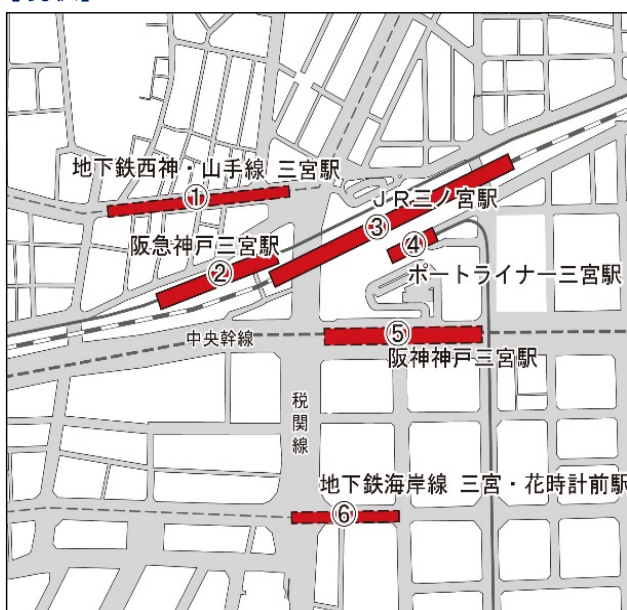 地下鉄西神・山手線 三宮駅
①
JR三ノ宮駅
③
阪急神戸三宮駅
②
④
ポートライナー三宮駅
中央幹線
⑤
阪神神戸三宮駅
税関線
地下鉄海岸線 三宮・花時計前駅
⑥